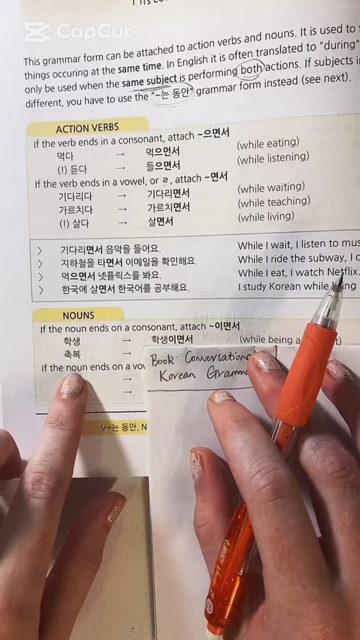 CapCut
This grammar form can be attached to action verbs and nouns. It is used to
things occuring at the same time. In English it is often translated to "during"
only be used when the same subject is performing both actions. If subjects
different, you have to use the "~는 동안" grammar form instead (see next).
ACTION VERBS
If the verb ends in a consonant, attach ~으면서
먹다 → 먹으면서 (while eating)
(!) 듣다 → 들으면서 (while listening)
If the verb ends in a vowel, or ㄹ, attach ~면서
기다리다 → 기다리면서 (while waiting)
가르치다 → 가르치면서 (while teaching)
(!) 살다 → 살면서 (while living)
> 기다리면서 음악을 들어요. While I wait, I listen to mus
> 지하철을 타면서 이메일을 확인해요. While I ride the subway, I c
> 먹으면서 넷플릭스를 봐요. While I eat, I watch Netflix.
> 한국에 살면서 한국어를 공부해요. I study Korean while
NOUNS
If the noun ends on a consonant, attach ~이면서
학생 → 학생이면서 (while being a
축복 →
If the noun ends on a vow
→
→
V~는 동안, N
Book: Conversational
Korean Gramm